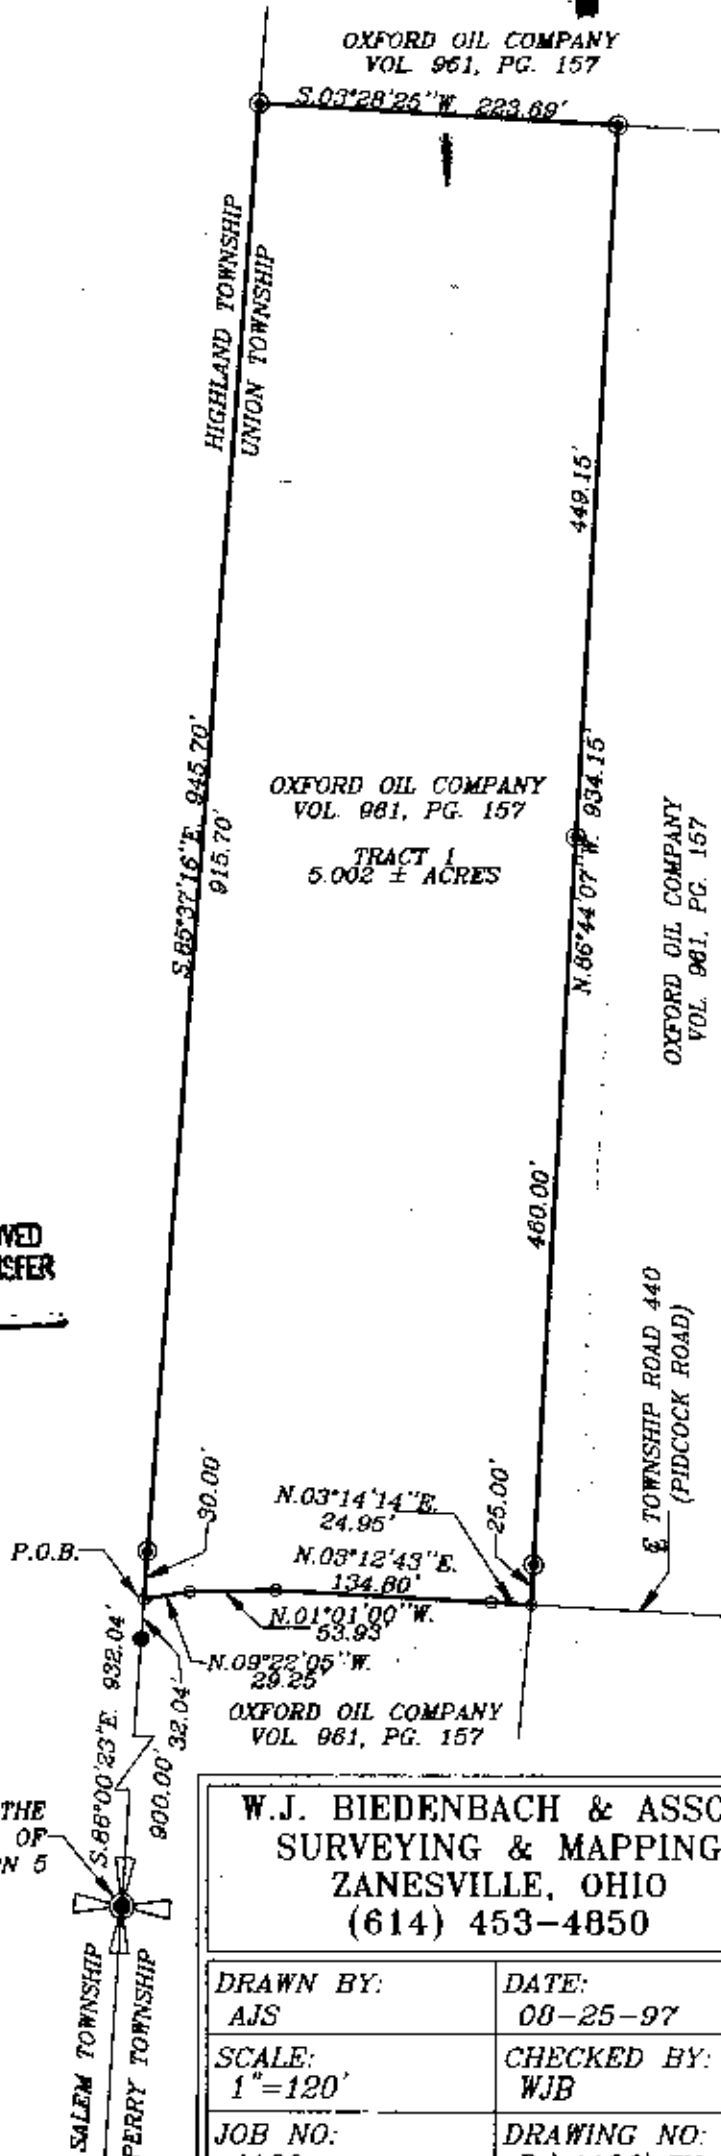 OXFORD OIL COMPANY
VOL. 961, PG. 157
S.03°28'25"W. 223.69'
HIGHLAND TOWNSHIP
UNION TOWNSHIP
449.15'
S.85°37'16"E. 945.70'
915.70'
OXFORD OIL COMPANY
VOL. 961, PG. 157
TRACT 1
5.002 ± ACRES
N.86°44'07"W. 934.15'
OXFORD OIL COMPANY
VOL. 961, PG. 157
460.00'
℄ TOWNSHIP ROAD 440
(PIDCOCK ROAD)
30.00'
25.00'
N.03°14'14"E.
24.95'
P.O.B.
N.03°12'43"E.
134.80'
N.01°01'00"W.
53.93'
N.09°22'05"W.
29.25'
S.86°00'23"E. 932.04'
32.04'
900.00'
OXFORD OIL COMPANY
VOL. 961, PG. 157
THE
OF
5
SALEM TOWNSHIP
PERRY TOWNSHIP
W.J. BIEDENBACH & ASSO
SURVEYING & MAPPING
ZANESVILLE, OHIO
(614) 453-4850
DRAWN BY:
AJS
DATE:
08-25-97
SCALE:
1"=120'
CHECKED BY:
WJB
JOB NO:
DRAWING NO: